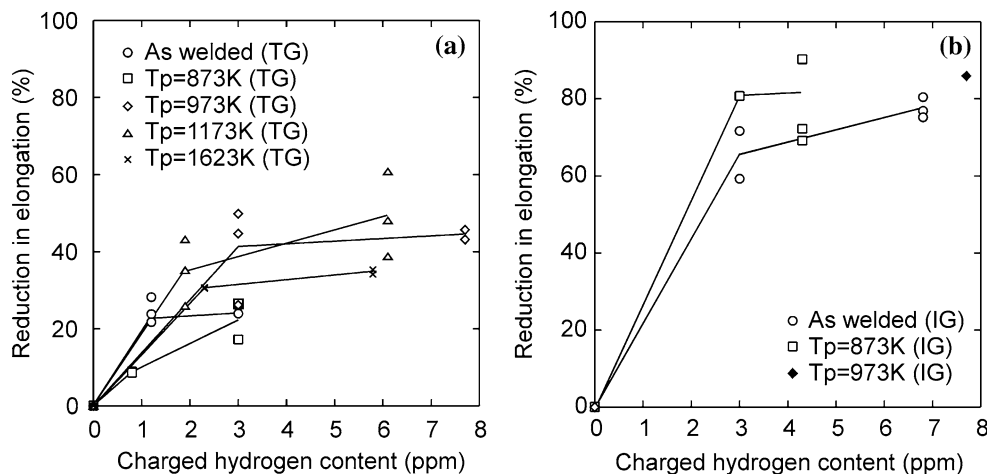 100
80
60
40
20
0
Reduction in elongation (%)
(a)
As welded (TG)
Tp=873K (TG)
Tp=973K (TG)
Tp=1173K (TG)
Tp=1623K (TG)
0 1 2 3 4 5 6 7 8
Charged hydrogen content (ppm)
100
80
60
40
20
0
Reduction in elongation (%)
(b)
As welded (IG)
Tp=873K (IG)
Tp=973K (IG)
0 1 2 3 4 5 6 7 8
Charged hydrogen content (ppm)